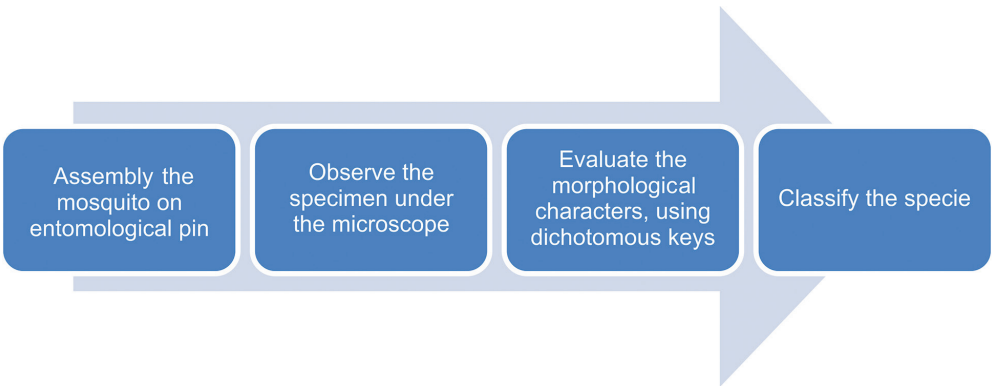 Assembly the
mosquito on
entomological pin
Observe the
specimen under
the microscope
Evaluate the
morphological
characters, using
dichotomous keys
Classify the specie